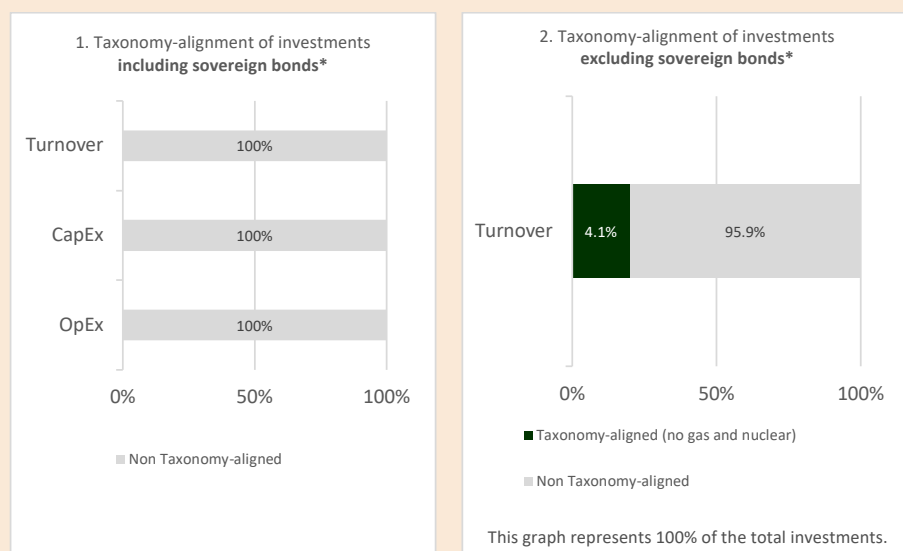 1. Taxonomy-alignment of investments
including sovereign bonds*
Turnover
100%
CapEx
100%
OpEx
100%
0%
50%
100%
Non Taxonomy-aligned
2. Taxonomy-alignment of investments
excluding sovereign bonds*
Turnover
4.1%
95.9%
0%
50%
100%
Taxonomy-aligned (no gas and nuclear)
Non Taxonomy-aligned
This graph represents 100% of the total investments.